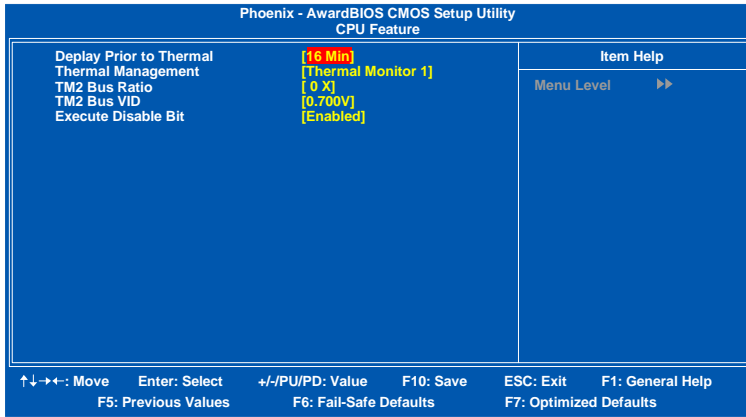 Phoenix - AwardBIOS CMOS Setup Utility
CPU Feature
Deplay Prior to Thermal [16 Min]
Thermal Management [Thermal Monitor 1]
TM2 Bus Ratio [ 0 X]
TM2 Bus VID [0.700V]
Execute Disable Bit [Enabled]
Item Help
Menu Level ▸▸
↑↓→←: Move Enter: Select +/-/PU/PD: Value F10: Save ESC: Exit F1: General Help
F5: Previous Values F6: Fail-Safe Defaults F7: Optimized Defaults